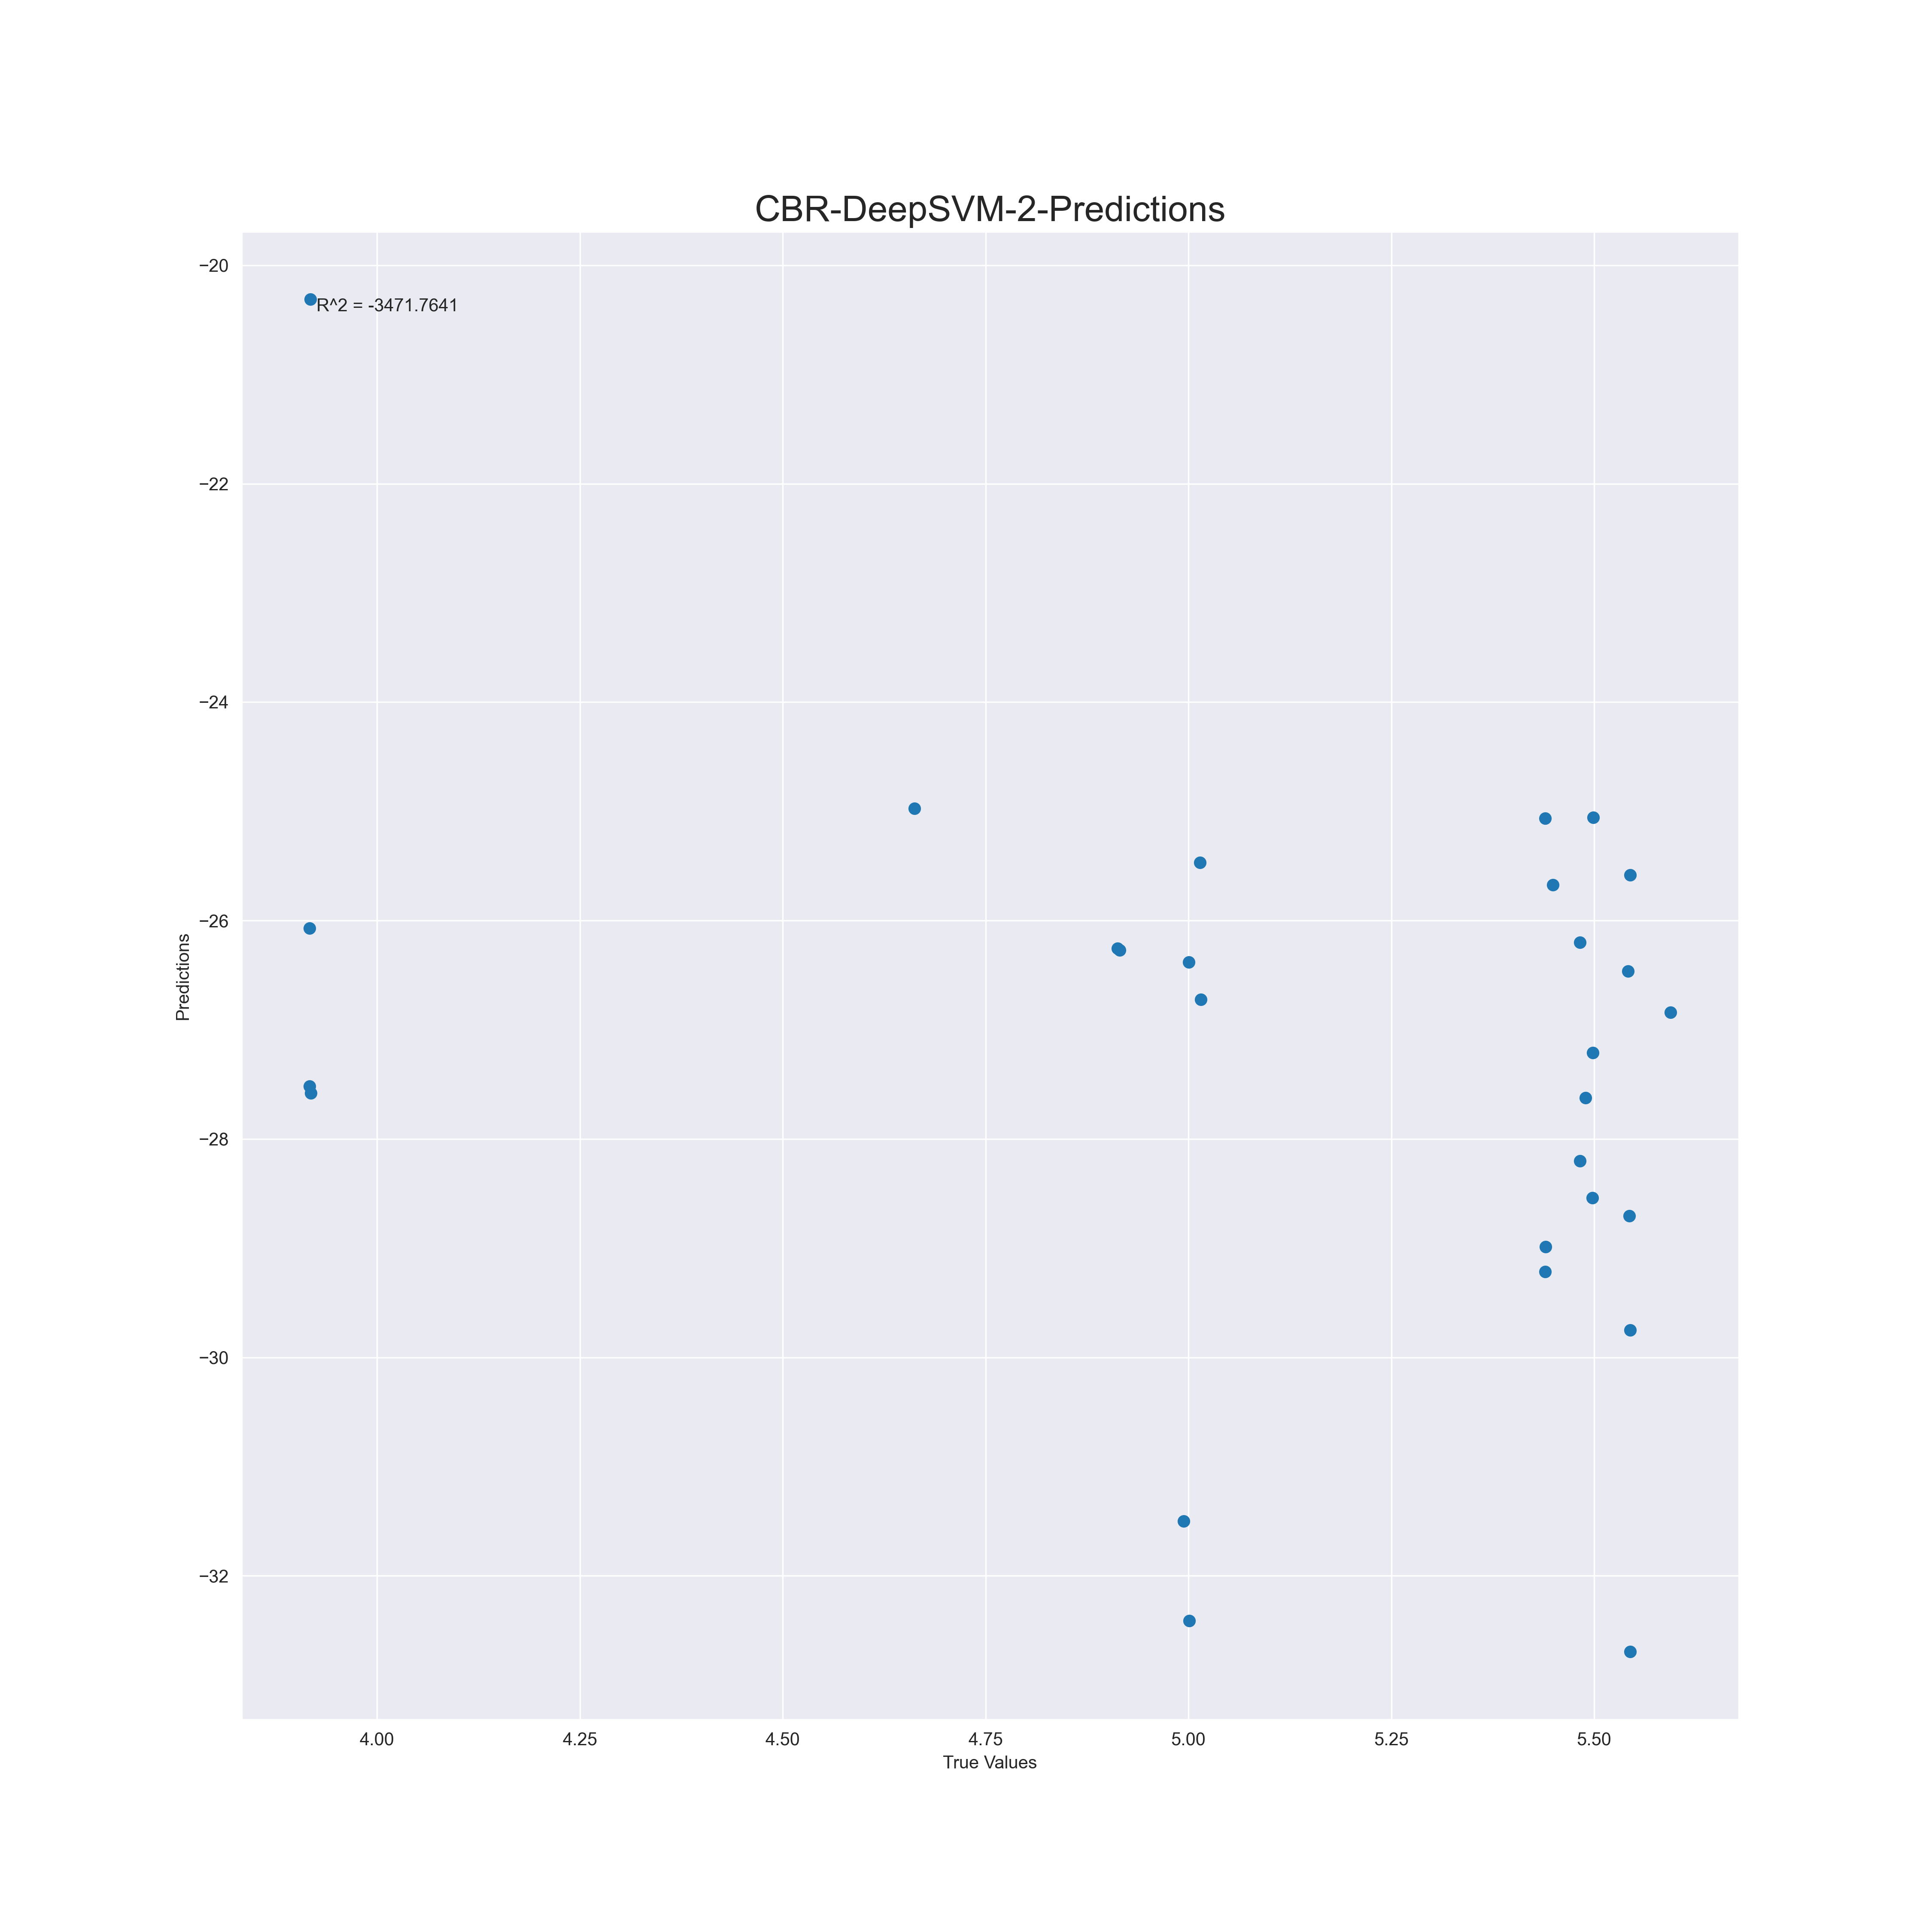 CBR-DeepSVM-2-Predictions
−20
R^2 = -3471.7641
−22
−24
−26
Predictions
−28
−30
−32
4.00 4.25 4.50 4.75 5.00 5.25 5.50
True Values